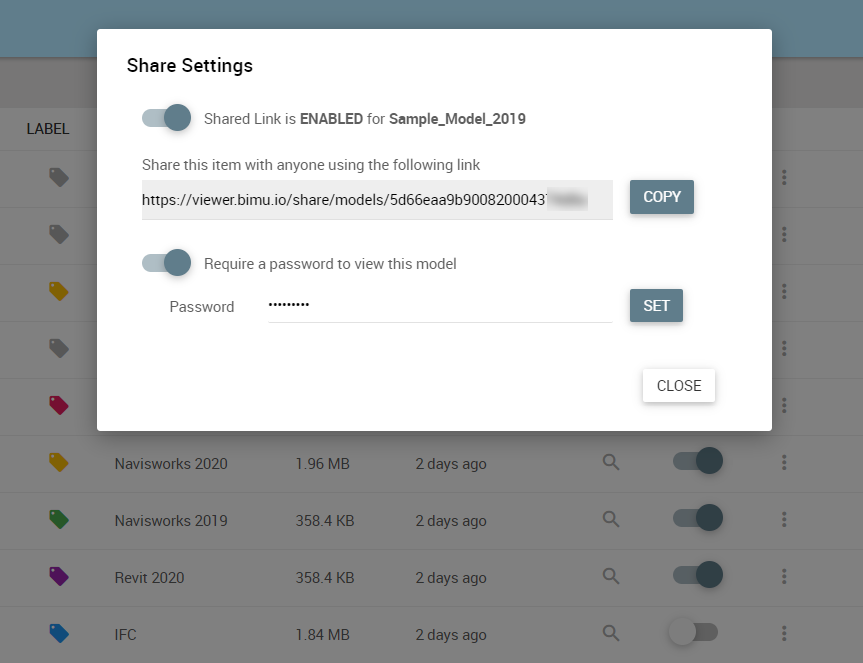 Share Settings
Shared Link is ENABLED for Sample_Model_2019
Share this item with anyone using the following link
https://viewer.bimu.io/share/models/5d66eaa9b9008200043
COPY
Require a password to view this model
Password •••••••••
SET
CLOSE
LABEL
Navisworks 2020 1.96 MB 2 days ago
Navisworks 2019 358.4 KB 2 days ago
Revit 2020 358.4 KB 2 days ago
IFC 1.84 MB 2 days ago